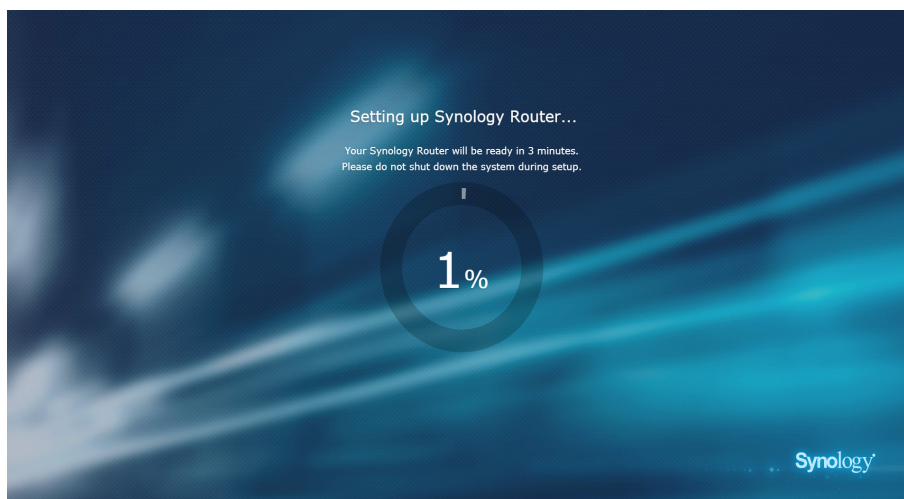 Setting up Synology Router...
Your Synology Router will be ready in 3 minutes.
Please do not shut down the system during setup.
1%
Synology